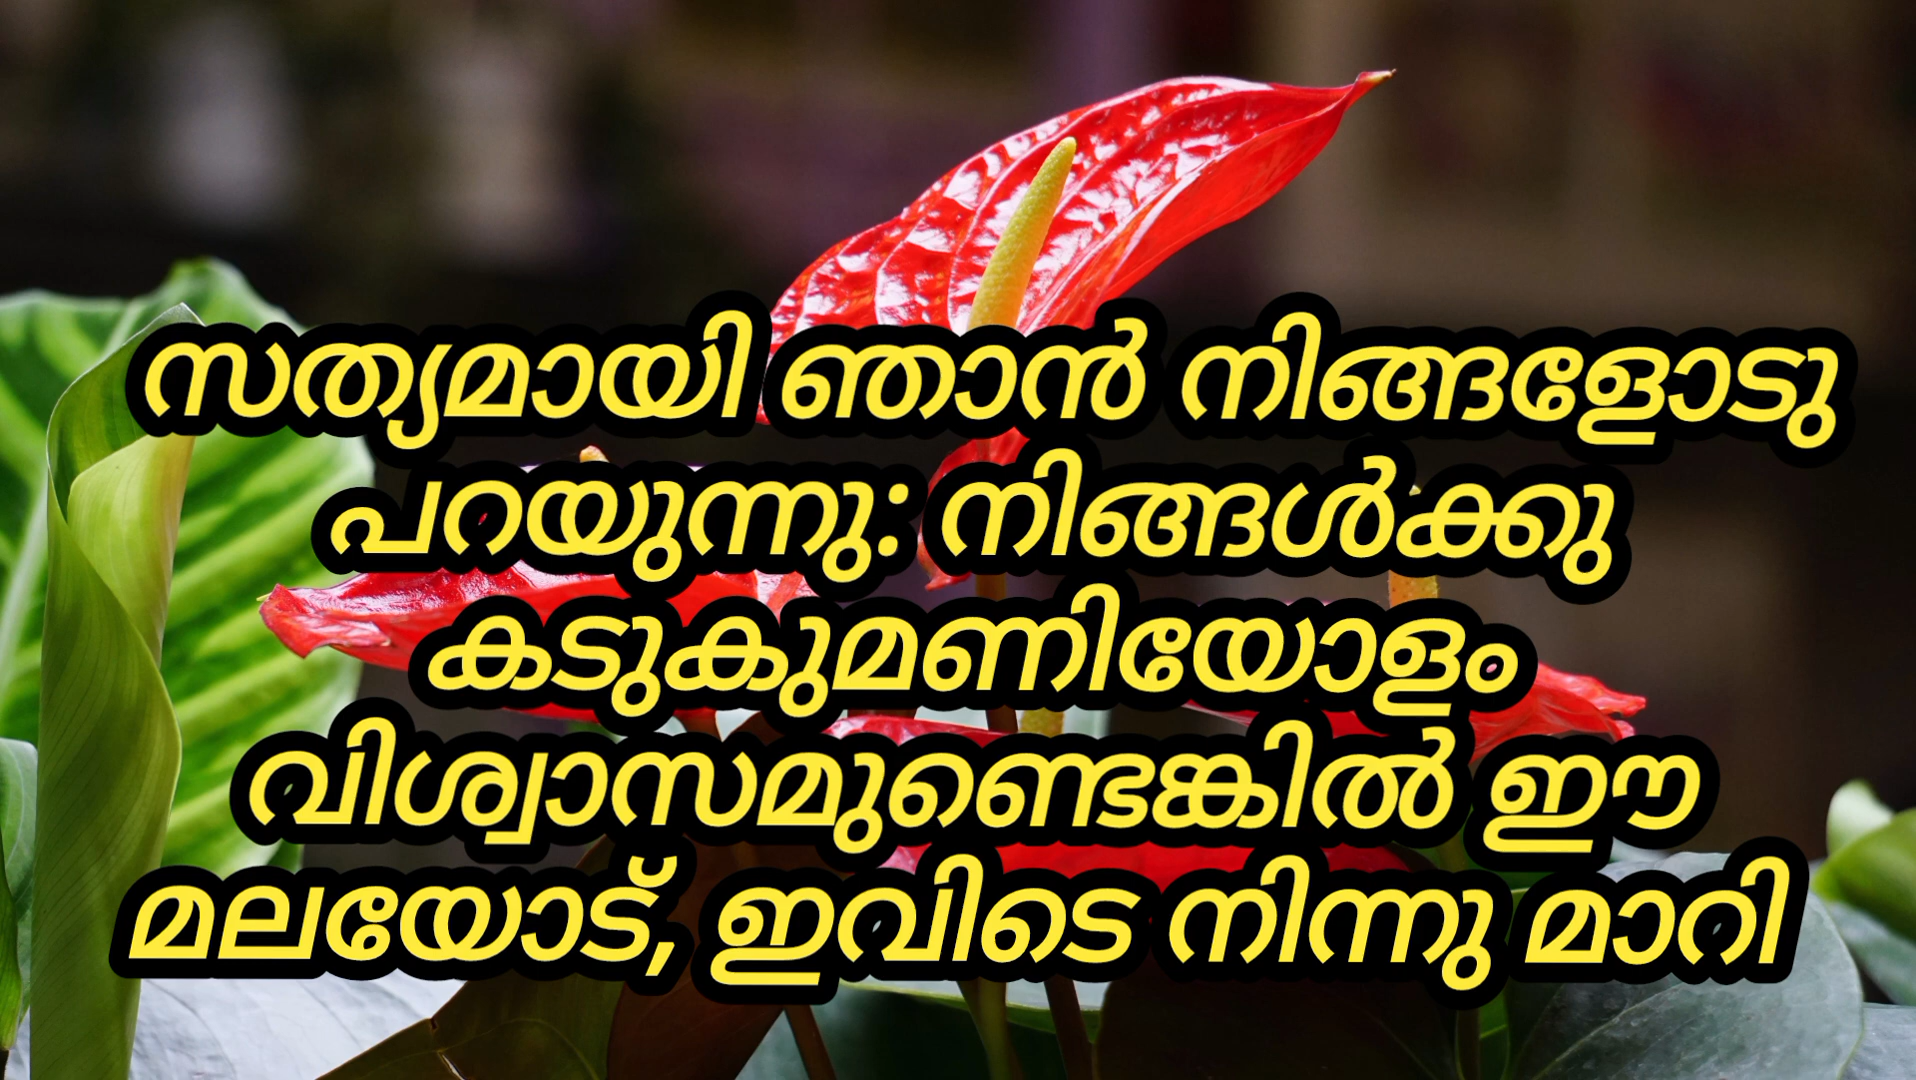 സത്യമായി ഞാൻ നിങ്ങളോടു
പറയുന്നു: നിങ്ങൾക്കു
കടുകുമണിയോളം
വിശ്വാസമുണ്ടെങ്കിൽ ഈ
മലയോട്, ഇവിടെ നിന്നു മാറി